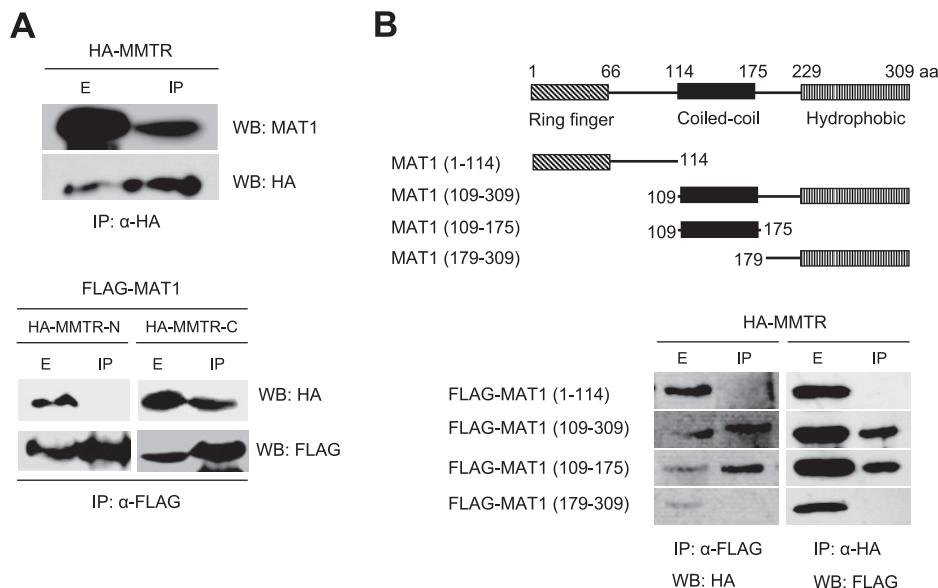 A
HA-MMTR
E IP
WB: MAT1
WB: HA
IP: α-HA
FLAG-MAT1
HA-MMTR-N HA-MMTR-C
E IP E IP
WB: HA
WB: FLAG
IP: α-FLAG
B
1 66 114 175 229 309 aa
Ring finger Coiled-coil Hydrophobic
MAT1 (1-114) 114
MAT1 (109-309) 109
MAT1 (109-175) 109 175
MAT1 (179-309) 179
HA-MMTR
E IP E IP
FLAG-MAT1 (1-114)
FLAG-MAT1 (109-309)
FLAG-MAT1 (109-175)
FLAG-MAT1 (179-309)
IP: α-FLAG IP: α-HA
WB: HA WB: FLAG